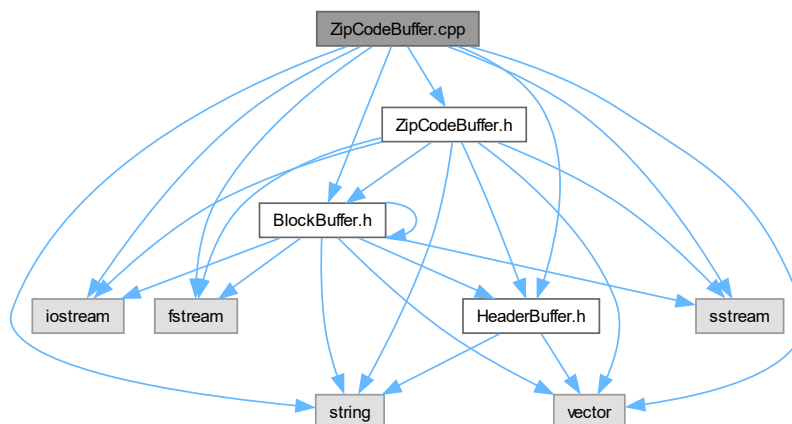 ZipCodeBuffer.cpp
ZipCodeBuffer.h
BlockBuffer.h
iostream
fstream
HeaderBuffer.h
sstream
string
vector